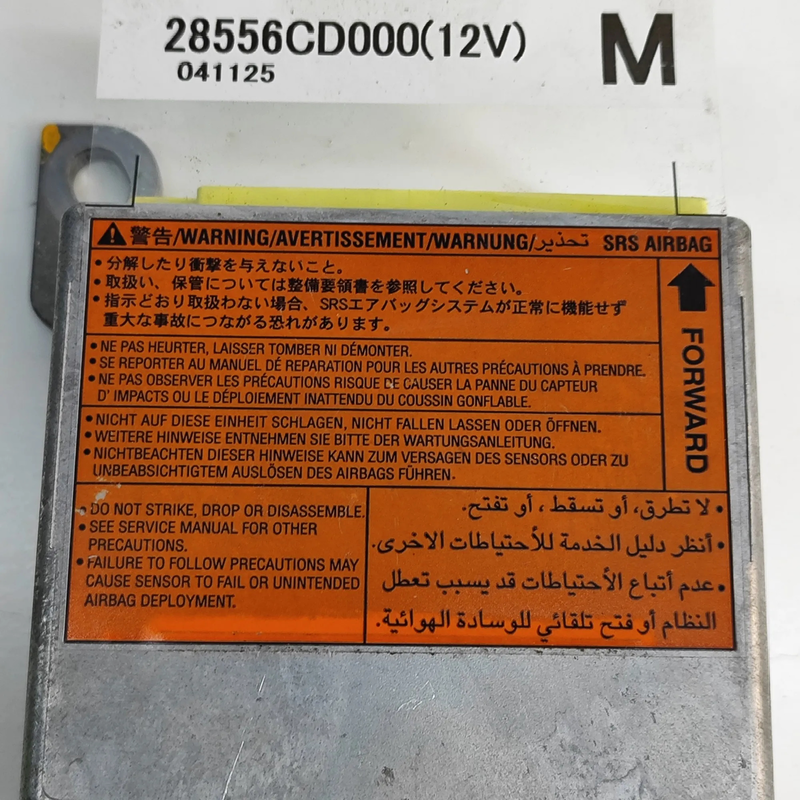 28556CD000(12V)
M
041125
警告/WARNING/AVERTISSEMENT/WARNUNG/تحذير SRS AIRBAG
• 分解したり衝撃を与えないこと。
• 取扱い、保管については整備要領書を参照してください。
• 指示どおり取扱わない場合、SRSエアバッグシステムが正常に機能せず
重大な事故につながる恐れがあります。
FORWARD
• NE PAS HEURTER, LAISSER TOMBER NI DÉMONTER.
• SE REPORTER AU MANUEL DÉ REPARATION POUR LES AUTRES PRÉCAUTIONS À PRENDRE.
• NE PAS OBSERVER LES PRÉCAUTIONS RISQUE DE CAUSER LA PANNE DU CAPTEUR
D' IMPACTS OU LE DÉPLOIEMENT INATTENDU DU COUSSIN GONFLABLE.
• NICHT AUF DIESE EINHEIT SCHLAGEN, NICHT FALLEN LASSEN ODER ÖFFNEN.
• WEITERE HINWEISE ENTNEHMEN SIE BITTE DER WARTUNGSANLEITUNG.
• NICHTBEACHTEN DIESER HINWEISE KANN ZUM VERSAGEN DES SENSORS ODER ZU
UNBEABSICHTIGTEM AUSLÖSEN DES AIRBAGS FÜHREN.
• DO NOT STRIKE, DROP OR DISASSEMBLE.
• SEE SERVICE MANUAL FOR OTHER
PRECAUTIONS.
• FAILURE TO FOLLOW PRECAUTIONS MAY
CAUSE SENSOR TO FAIL OR UNINTENDED
AIRBAG DEPLOYMENT.
• لا تطرق، أو تسقط ، أو تفتح.
• أنظر دليل الخدمة للأحتياطات الاخرى.
• عدم أتباع الأحتياطات قد يسبب تعطل
النظام أو فتح تلقائي للوسادة الهوائية.